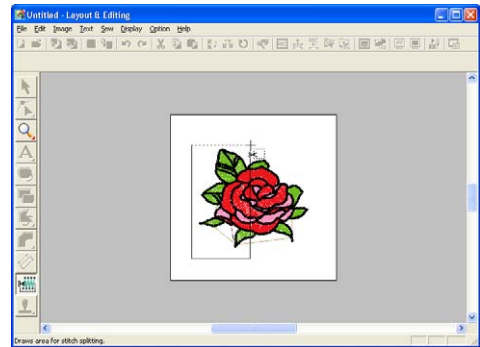 Untitled - Layout & Editing
File Edit Image Text Sew Display Option Help
A
Draws area for stitch splitting.